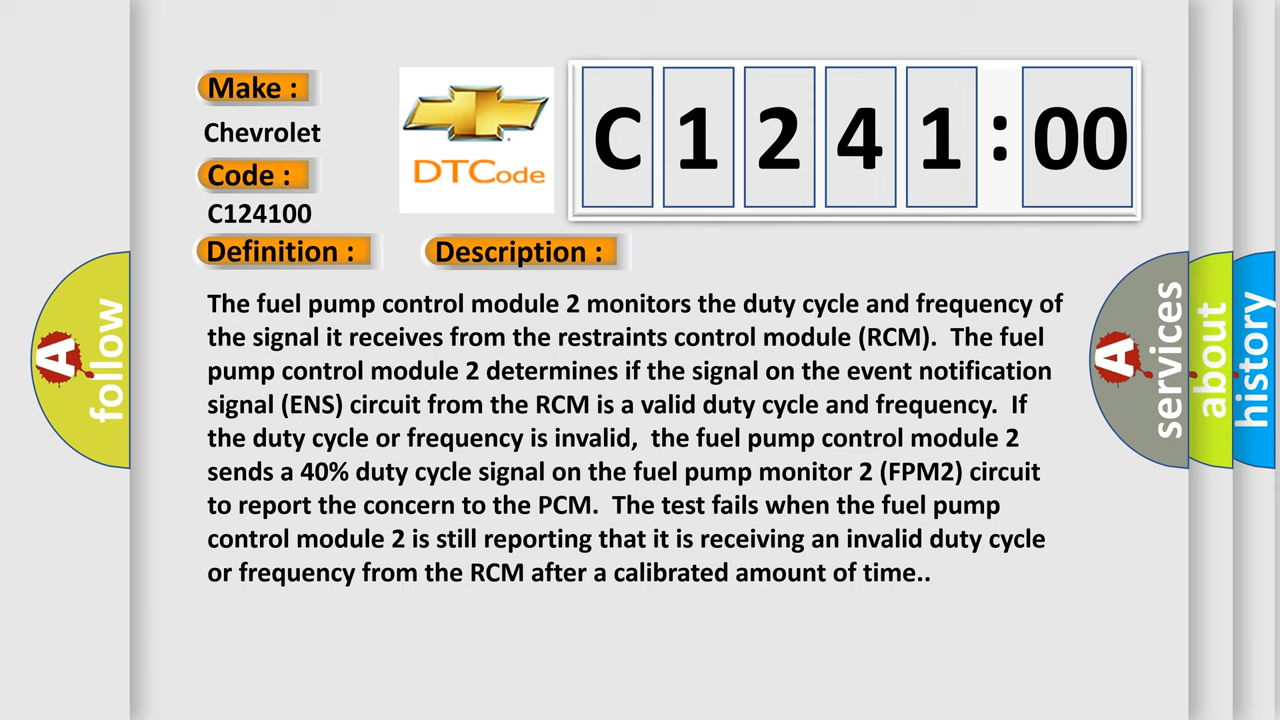 Make :
Chevrolet
Code :
C124100
DTCode
C1241:00
Definition :
Description :
The fuel pump control module 2 monitors the duty cycle and frequency of
the signal it receives from the restraints control module (RCM).  The fuel
pump control module 2 determines if the signal on the event notification
signal (ENS) circuit from the RCM is a valid duty cycle and frequency.  If
the duty cycle or frequency is invalid,  the fuel pump control module 2
sends a 40% duty cycle signal on the fuel pump monitor 2 (FPM2) circuit
to report the concern to the PCM.  The test fails when the fuel pump
control module 2 is still reporting that it is receiving an invalid duty cycle
or frequency from the RCM after a calibrated amount of time..
A
follow
A
services
about
history